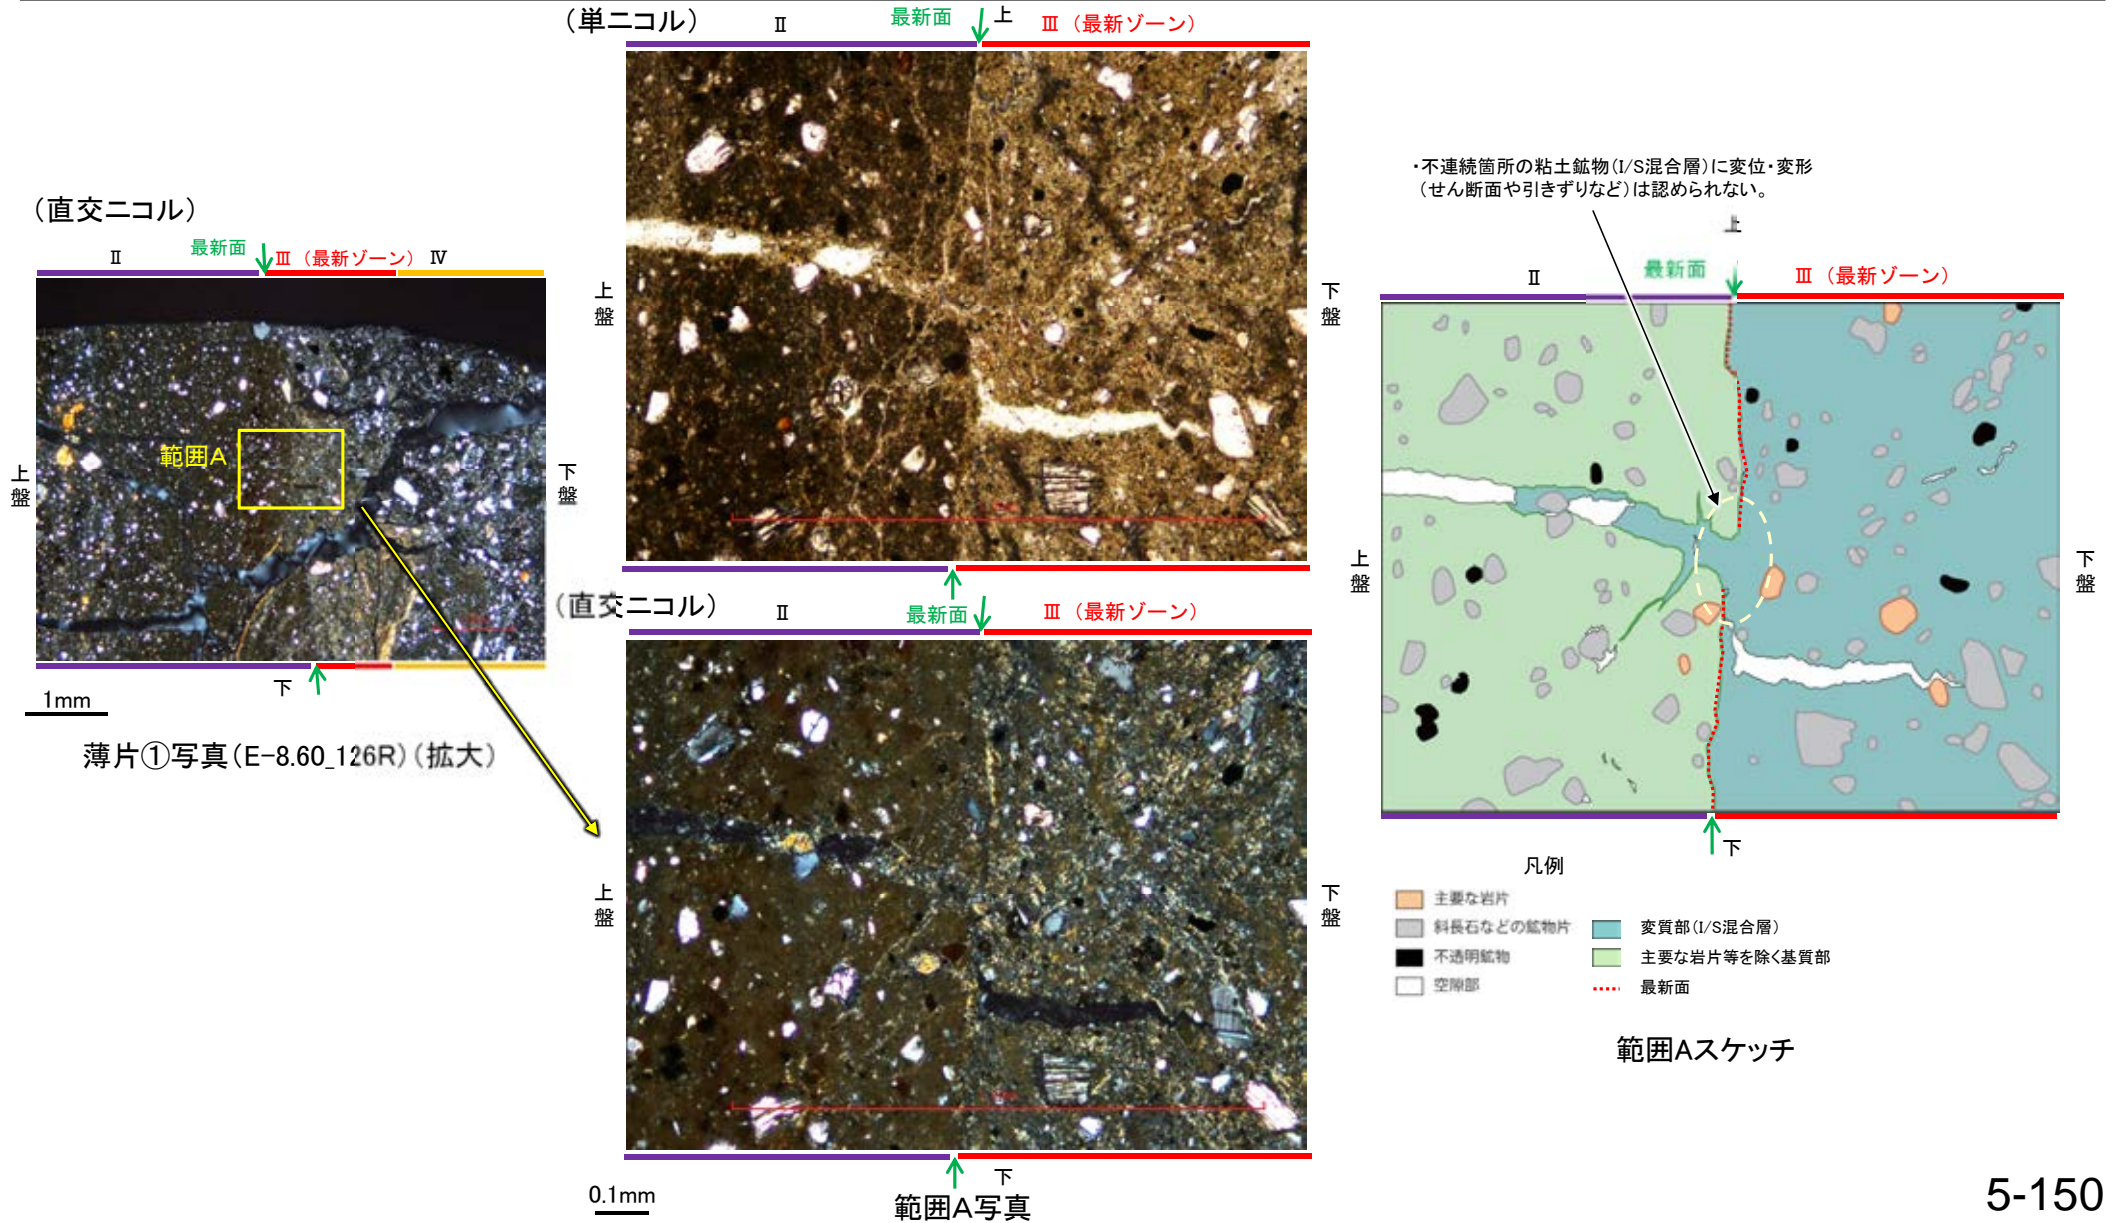 (単ニコル)
Ⅱ
最新面
上
Ⅲ (最新ゾーン)
上盤
下盤
(直交ニコル)
Ⅱ
最新面
Ⅲ (最新ゾーン)
Ⅳ
範囲A
上盤
下盤
下
1mm
薄片①写真(E-8.60_126R)(拡大)
(直交ニコル)
Ⅱ
最新面
Ⅲ (最新ゾーン)
上盤
下盤
下
0.1mm
範囲A写真
・不連続箇所の粘土鉱物(I/S混合層)に変位・変形
(せん断面や引きずりなど)は認められない。
上
Ⅱ
最新面
Ⅲ (最新ゾーン)
上盤
下盤
下
凡例
主要な岩片
斜長石などの鉱物片
不透明鉱物
空隙部
変質部(I/S混合層)
主要な岩片等を除く基質部
最新面
範囲Aスケッチ
5-150